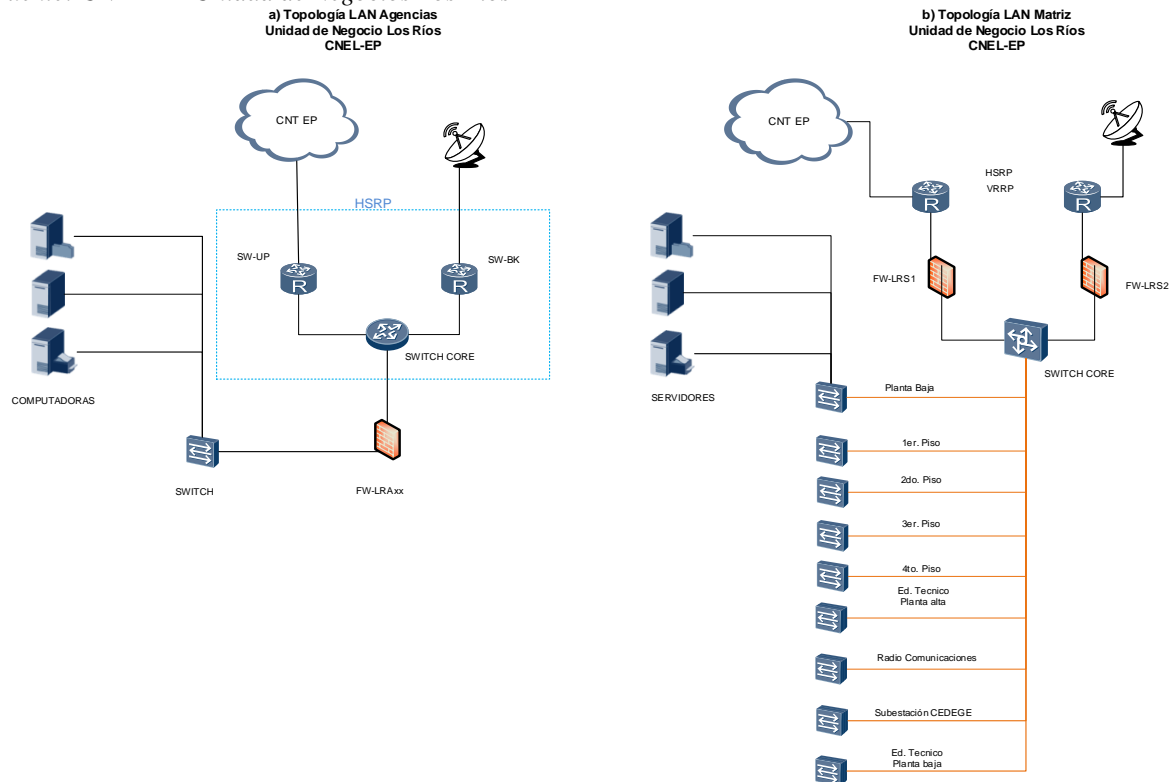 a) Topología LAN Agencias
Unidad de Negocio Los Ríos
CNEL-EP
CNT EP
HSRP
SW-UP
SW-BK
R
R
SWITCH CORE
COMPUTADORAS
SWITCH
FW-LRAxx
b) Topología LAN Matriz
Unidad de Negocio Los Ríos
CNEL-EP
CNT EP
HSRP
VRRP
R
R
FW-LRS1
FW-LRS2
SWITCH CORE
SERVIDORES
Planta Baja
1er. Piso
2do. Piso
3er. Piso
4to. Piso
Ed. Tecnico
Planta alta
Radio Comunicaciones
Subestación CEDEGE
Ed. Tecnico
Planta baja